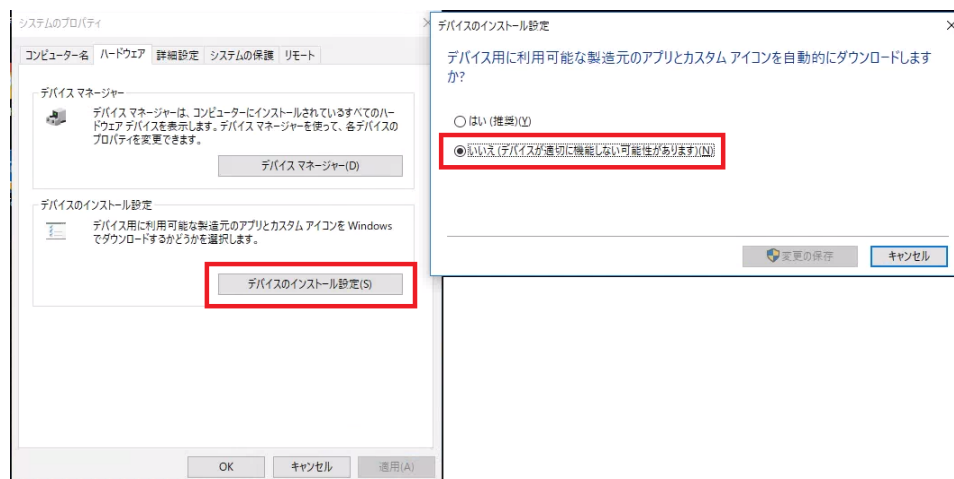 システムのプロパティ
コンピューター名 ハードウェア 詳細設定 システムの保護 リモート
デバイス マネージャー
デバイス マネージャーは、コンピューターにインストールされているすべてのハー
ドウェア デバイスを表示します。デバイス マネージャーを使って、各デバイスの
プロパティを変更できます。
デバイス マネージャー(D)
デバイスのインストール設定
デバイス用に利用可能な製造元のアプリとカスタム アイコンを Windows
でダウンロードするかどうかを選択します。
デバイスのインストール設定(S)
OK キャンセル 適用(A)
デバイスのインストール設定
デバイス用に利用可能な製造元のアプリとカスタム アイコンを自動的にダウンロードします
か?
はい (推奨)(Y)
いいえ (デバイスが適切に機能しない可能性があります)(N)
変更の保存 キャンセル